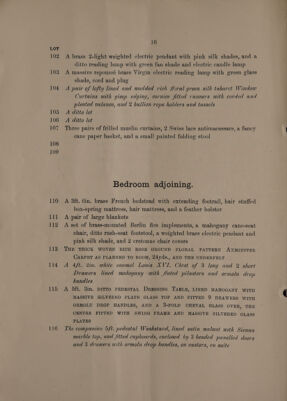 16
LOT
102 A brass 2-light weighted electric pendant with pink silk shades, and a
ditto reading lamp with green fan shade and electric candle lamp
103 A massive repoussé brass Virgin electric reading lamp with green glass
shade, cord and plug
104 A pair of lofty lined and padded rich floral green silk tabaret Window
Curtains with gimp edging, cornice fitted runners with corded and
pleated valance, and 2 bullion rope holders and tassels
105 A ditto lot
106 A ditto lot
107 Three pairs of frilled muslin curtains, 2 Swiss lace antimacassars, a fancy
cane paper basket, and a small painted folding stool
108
109
Bedroom adjoining.
110 A 3ft. 6in. brass French bedstead with extending footrail, hair stuffed
box-spring mattress, hair mattress, and a feather bolster
111 A pair of large blankets
112 A set of brass-mounted Berlin fire implements, a mahogany cane-seat
chair, ditto rush-seat footstool, a weighted brass electric pendant and
pink silk shade, and 2 cretonne chair covers
113 THE THICK WOVEN RICH ROSE GROUND FLORAL PATTERN AXMINSTER
CARPET AS PLANNED TO ROOM, 24yds., AND THE UNDERFELT
114 A 4ft. 2in. white enamel Louis XVI. Chest of 3 long and 2 short
Drawers lined mahogany with fluted pilasters and ormolu drop
handles
115 A 5ft. 3in. DITTO PEDESTAL DRESSING TABLE, LINED MAHOGANY WITH
MASSIVE SILVERED PLATE GLASS TOP AND FITTED 9 DRAWERS WITH
ORMOLU DROP HANDLES, AND A 3-FOLD CHEVAL GLASS OVER, THE
CENTRE FITTED WITH SWING FRAME AND MASSIVE SILVERED GLASS
PLATES
116 The companion 5ft. pedestal Washstand, lined satin walnut with Sienna
marble top, and fitted cupboards, enclosed by 2 beaded panelled doors
and 3 drawers with ormolu drop handles, on castors, en suite